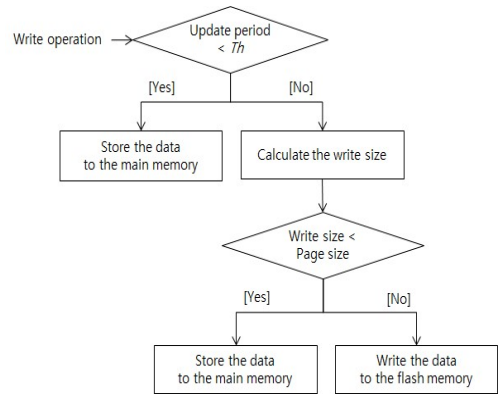 Write operation
Update period
< Th
[Yes]
[No]
Store the data
to the main memory
Calculate the write size
Write size <
Page size
[Yes]
[No]
Store the data
to the main memory
Write the data
to the flash memory